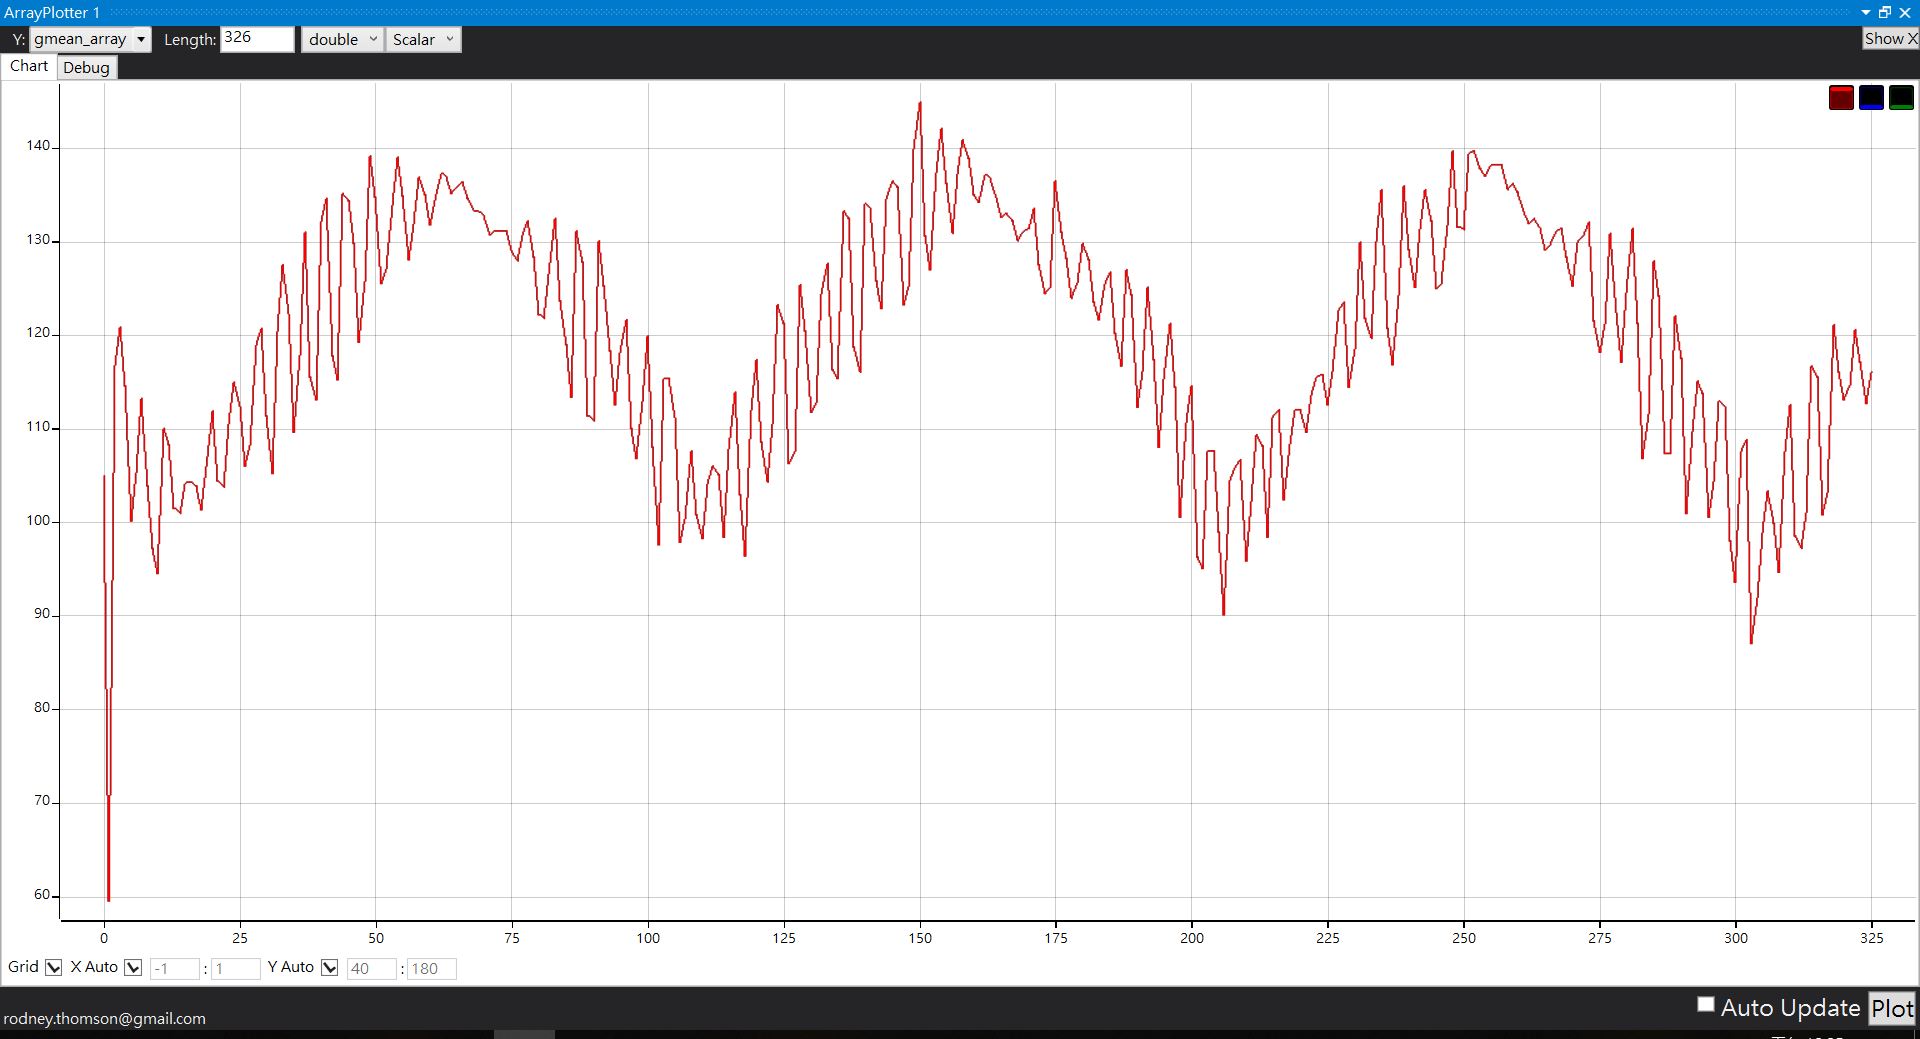 ArrayPlotter 1
Y: gmean_array Length: 326 double Scalar Show X
Chart Debug
140
130
120
110
100
90
80
70
60
0 25 50 75 100 125 150 175 200 225 250 275 300 325
Grid X Auto -1 : 1 Y Auto 40 : 180
Auto Update Plot
rodney.thomson@gmail.com